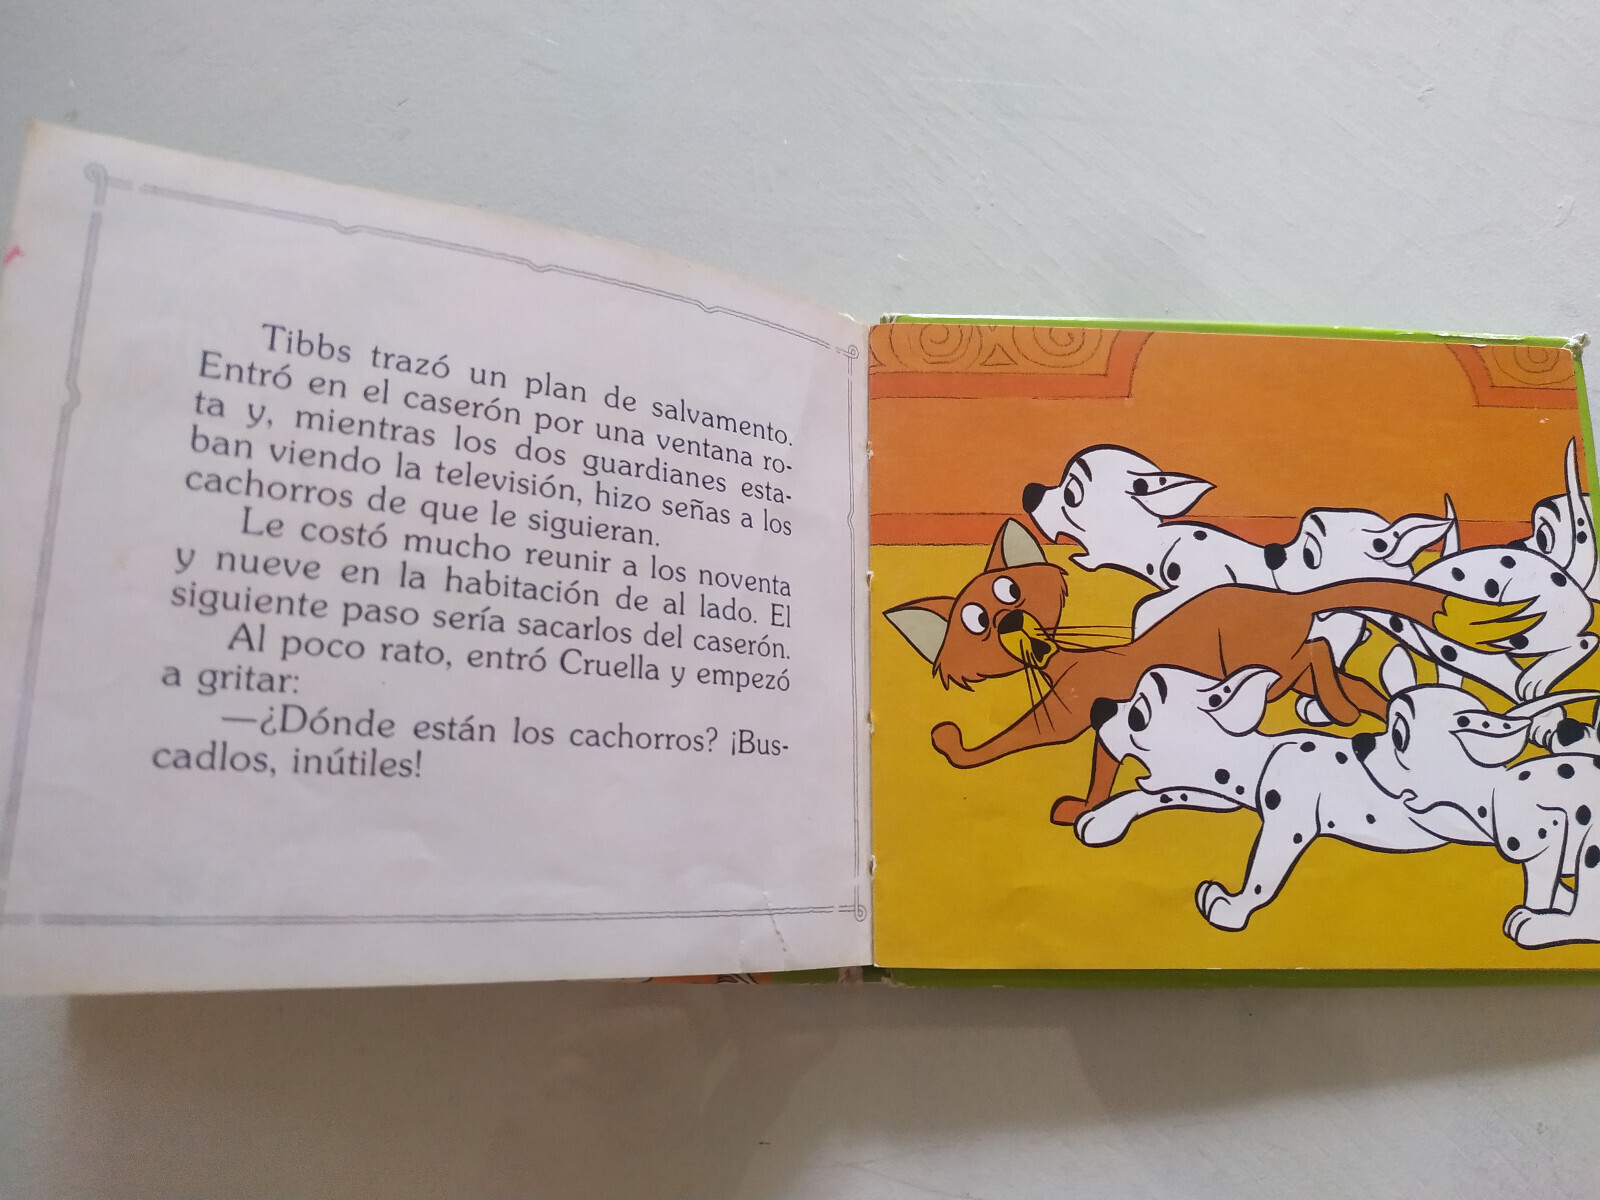 Tibbs trazó un plan de salvamento.
Entró en el caserón por una ventana ro-
ta y, mientras los dos guardianes esta-
ban viendo la televisión, hizo señas a los
cachorros de que le siguieran.
Le costó mucho reunir a los noventa
y nueve en la habitación de al lado. El
siguiente paso sería sacarlos del caserón.
Al poco rato, entró Cruella y empezó
a gritar:
—¿Dónde están los cachorros? ¡Bus-
cadlos, inútiles!